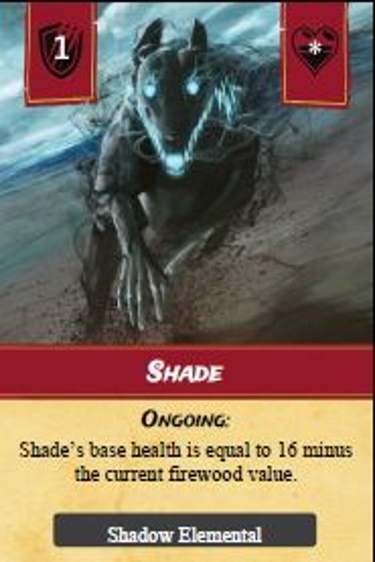 1
*
Shade
Ongoing:
Shade's base health is equal to 16 minus
the current firewood value.
Shadow Elemental